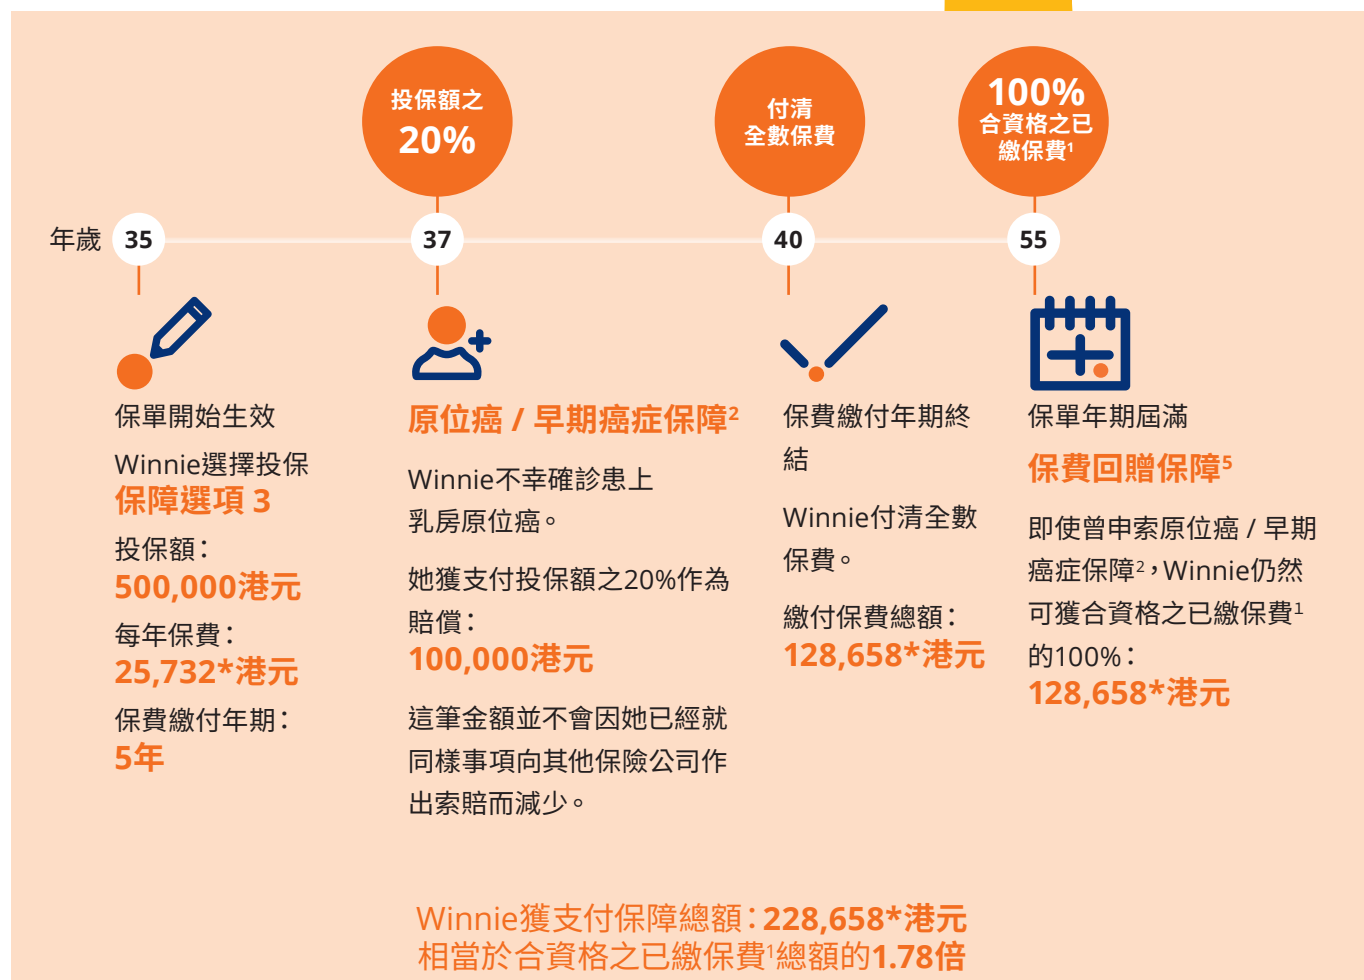 投保額之
20%
付清
全數保費
100%
合資格之已
繳保費¹
年歲
35
37
40
55
保單開始生效
Winnie選擇投保
保障選項 3
投保額：
500,000港元
每年保費：
25,732*港元
保費繳付年期：
5年
原位癌 / 早期癌症保障²
Winnie不幸確診患上
乳房原位癌。
她獲支付投保額之20%作為
賠償：
100,000港元
這筆金額並不會因她已經就
同樣事項向其他保險公司作
出索賠而減少。
保費繳付年期終
結
Winnie付清全數
保費。
繳付保費總額：
128,658*港元
保單年期屆滿
保費回贈保障⁵
即使曾申索原位癌 / 早期
癌症保障²，Winnie仍然
可獲合資格之已繳保費¹
的100%：
128,658*港元
Winnie獲支付保障總額：228,658*港元
相當於合資格之已繳保費¹總額的1.78倍